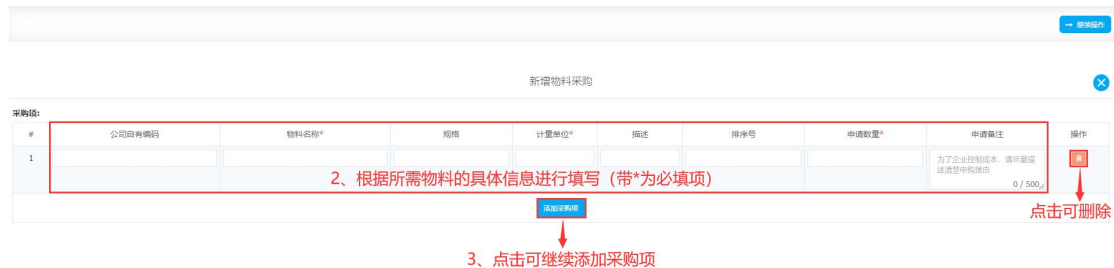 → 继续操作
新增物料采购
采购项:
# 公司自有编码 物料名称* 规格 计量单位* 描述 排序号 申请数量* 申请备注 操作
1 为了企业控制成本，请尽量描
述清楚申购理由
0 / 500
2、根据所需物料的具体信息进行填写（带*为必填项）
添加采购项
点击可删除
3、点击可继续添加采购项